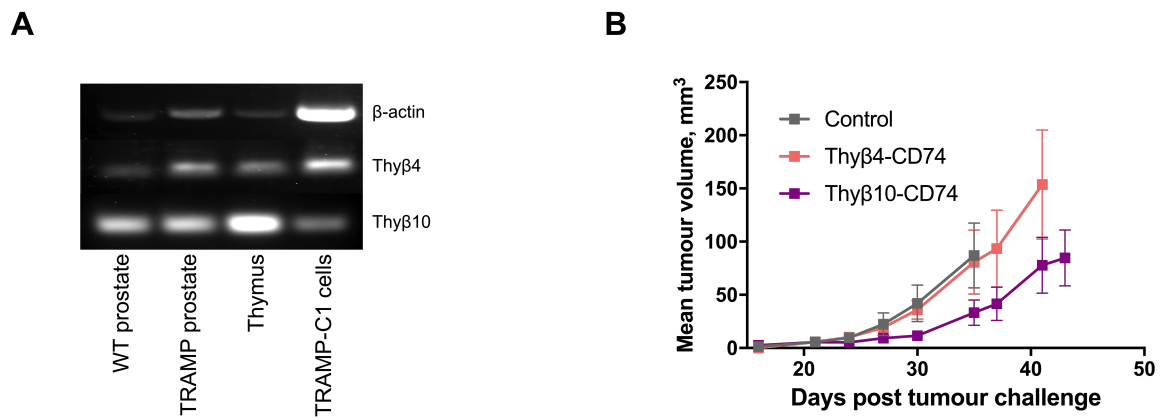 A
β-actin
Thyβ4
Thyβ10
WT prostate
TRAMP prostate
Thymus
TRAMP-C1 cells
B
Mean tumour volume, mm³
250
200
150
100
50
0
Control
Thyβ4-CD74
Thyβ10-CD74
20
30
40
50
Days post tumour challenge